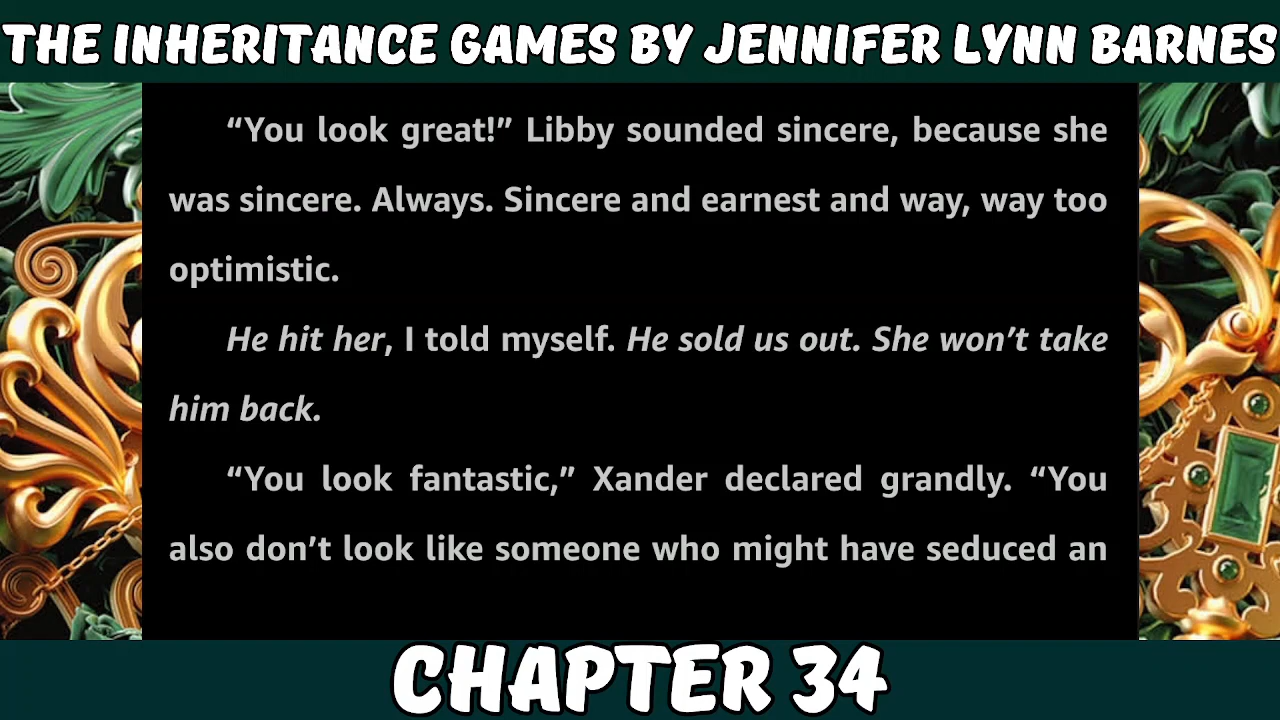 THE INHERITANCE GAMES BY JENNIFER LYNN BARNES
“You look great!” Libby sounded sincere, because she
was sincere. Always. Sincere and earnest and way, way too
optimistic.
He hit her, I told myself. He sold us out. She won’t take
him back.
“You look fantastic,” Xander declared grandly. “You
also don’t look like someone who might have seduced an
CHAPTER 34